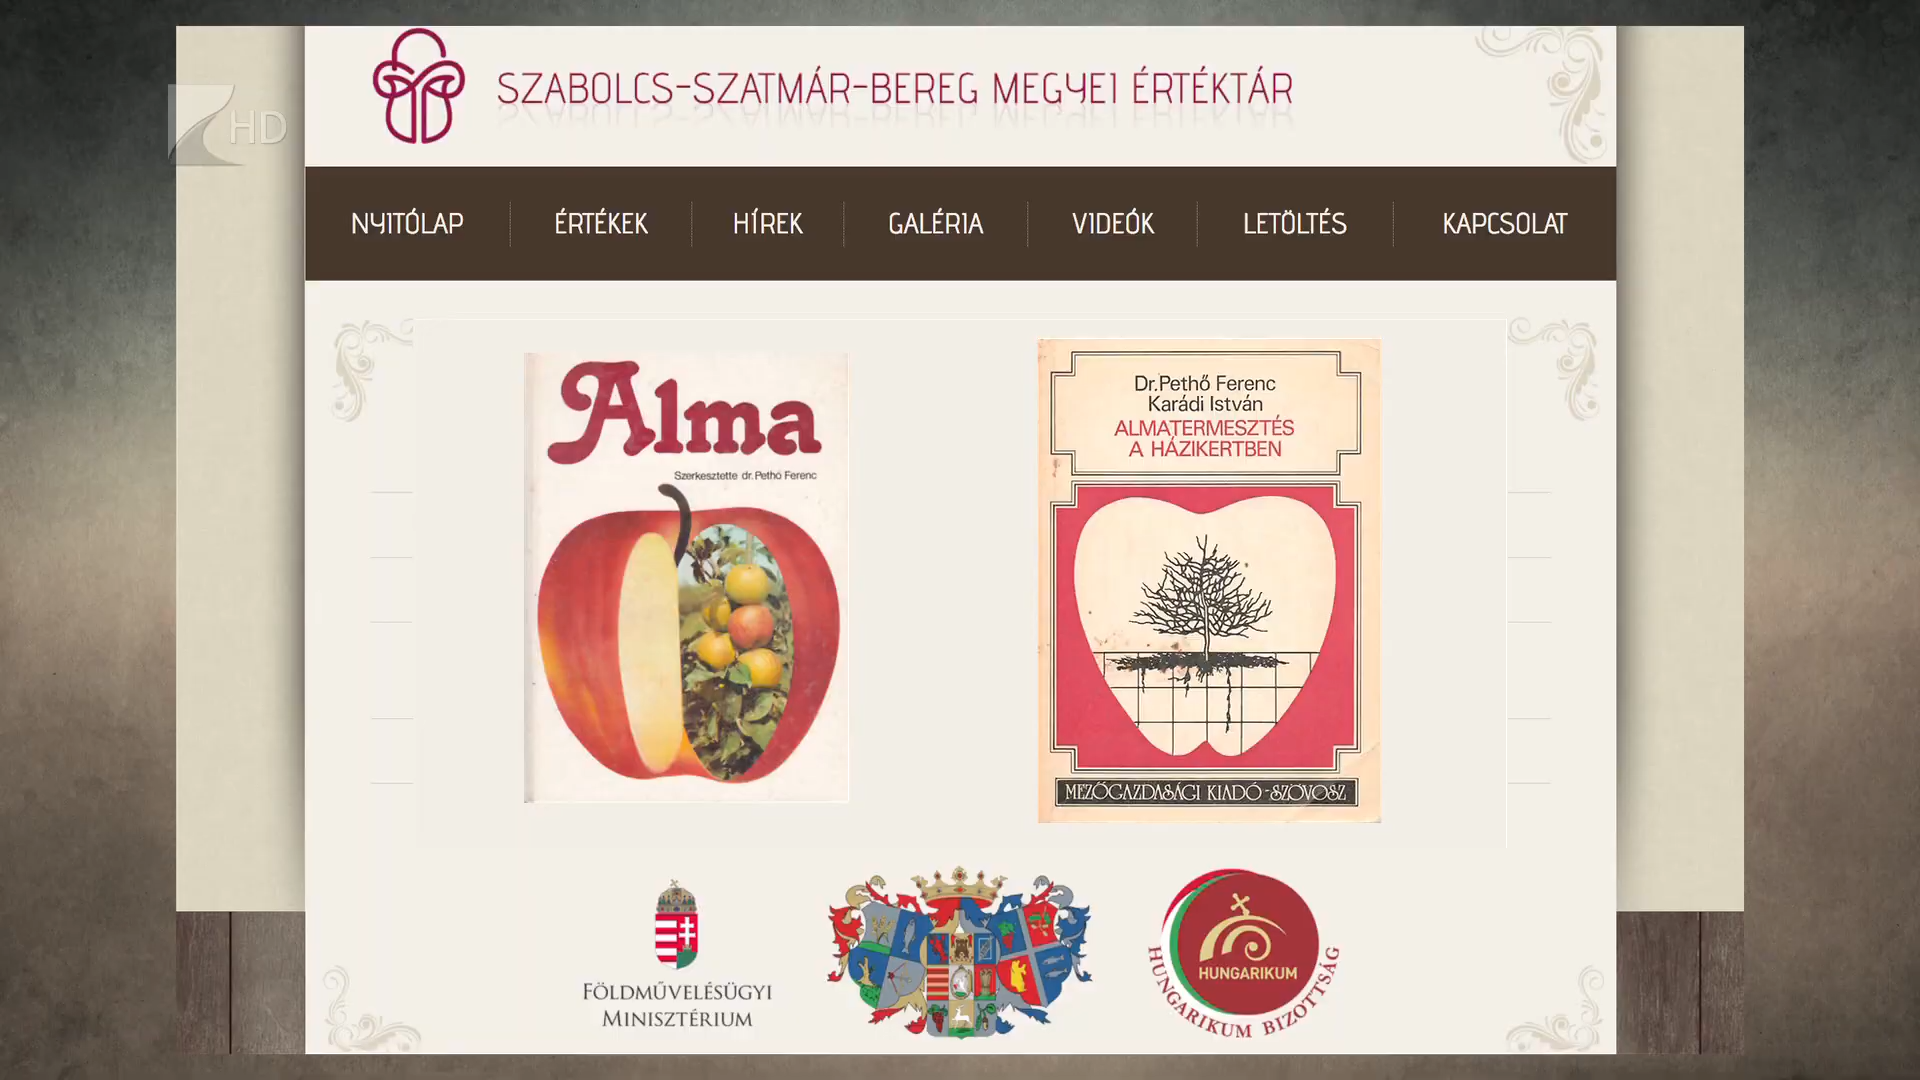 SZABOLCS-SZATMÁR-BEREG MEGYEI ÉRTÉKTÁR
HD
NYITÓLAP
ÉRTÉKEK
HÍREK
GALÉRIA
VIDEÓK
LETÖLTÉS
KAPCSOLAT
Alma
Szerkesztette dr. Pethő Ferenc
Dr. Pethő Ferenc
Karádi István
ALMATERMESZTÉS
A HÁZIKERTBEN
MEZŐGAZDASÁGI KIADÓ-SZÖVOSZ
FÖLDMŰVELÉSÜGYI
MINISZTÉRIUM
HUNGARIKUM
HUNGARIKUM BIZOTTSÁG